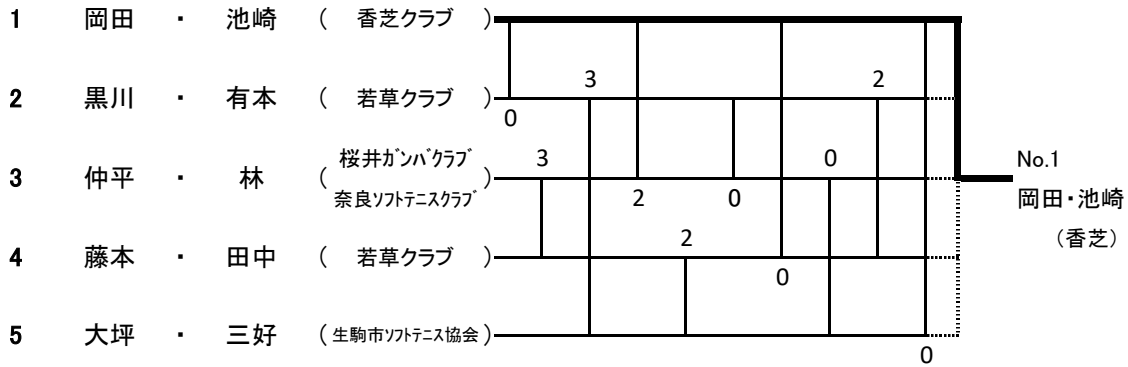 1 岡田 ・ 池崎 ( 香芝クラブ )
3 2
2 黒川 ・ 有本 ( 若草クラブ )
0
3 仲平 ・ 林 ( 桜井ｶﾞﾝﾊﾞｸﾗﾌﾞ 奈良ｿﾌﾄﾃﾆｽｸﾗﾌﾞ )
3 0
2 0
No.1
岡田・池崎
(香芝)
2
4 藤本 ・ 田中 ( 若草クラブ )
0
5 大坪 ・ 三好 ( 生駒市ｿﾌﾄﾃﾆｽ協会 )
0